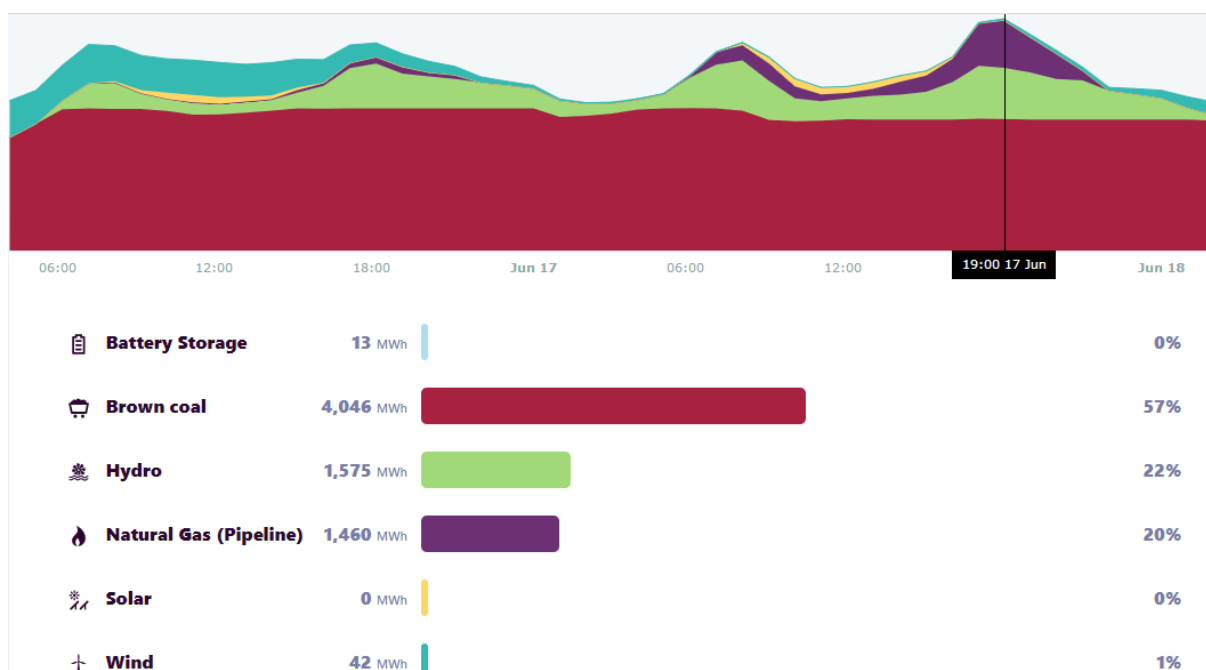 06:00 12:00 18:00 Jun 17 06:00 12:00 19:00 17 Jun Jun 18
Battery Storage 13 MWh 0%
Brown coal 4,046 MWh 57%
Hydro 1,575 MWh 22%
Natural Gas (Pipeline) 1,460 MWh 20%
Solar 0 MWh 0%
Wind 42 MWh 1%